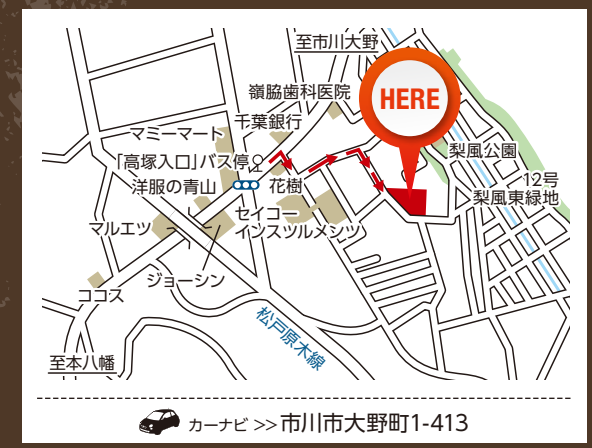 至市川大野
嶺脇歯科医院
HERE
千葉銀行
マミーマート
梨風公園
「高塚入口」バス停
12号
梨風東緑地
洋服の青山
花樹
セイコー
インスツルメンツ
マルエツ
ジョーシン
ココス
松戸原木線
至本八幡
カーナビ >> 市川市大野町1-413